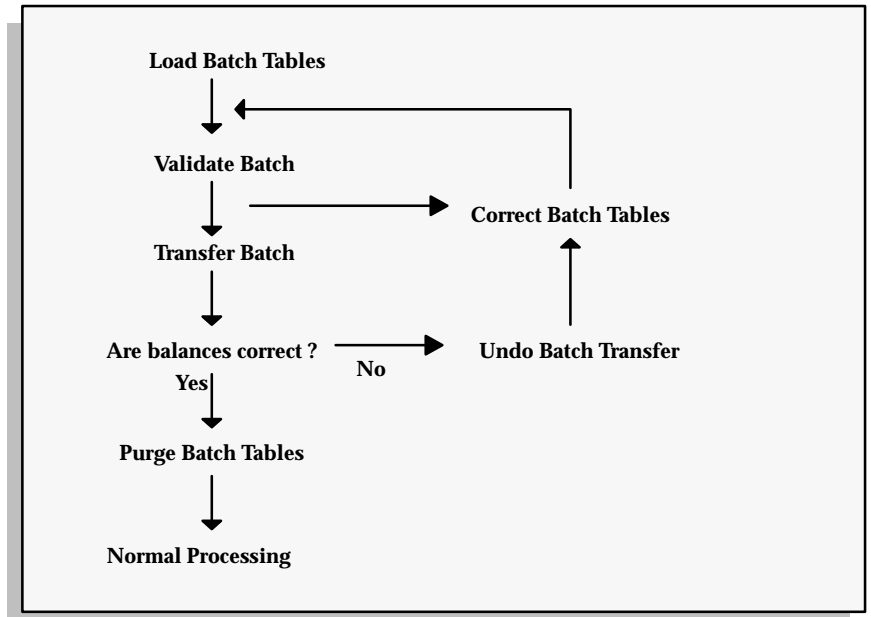 Load Batch Tables
Validate Batch
Correct Batch Tables
Transfer Batch
Are balances correct ?
No
Undo Batch Transfer
Yes
Purge Batch Tables
Normal Processing